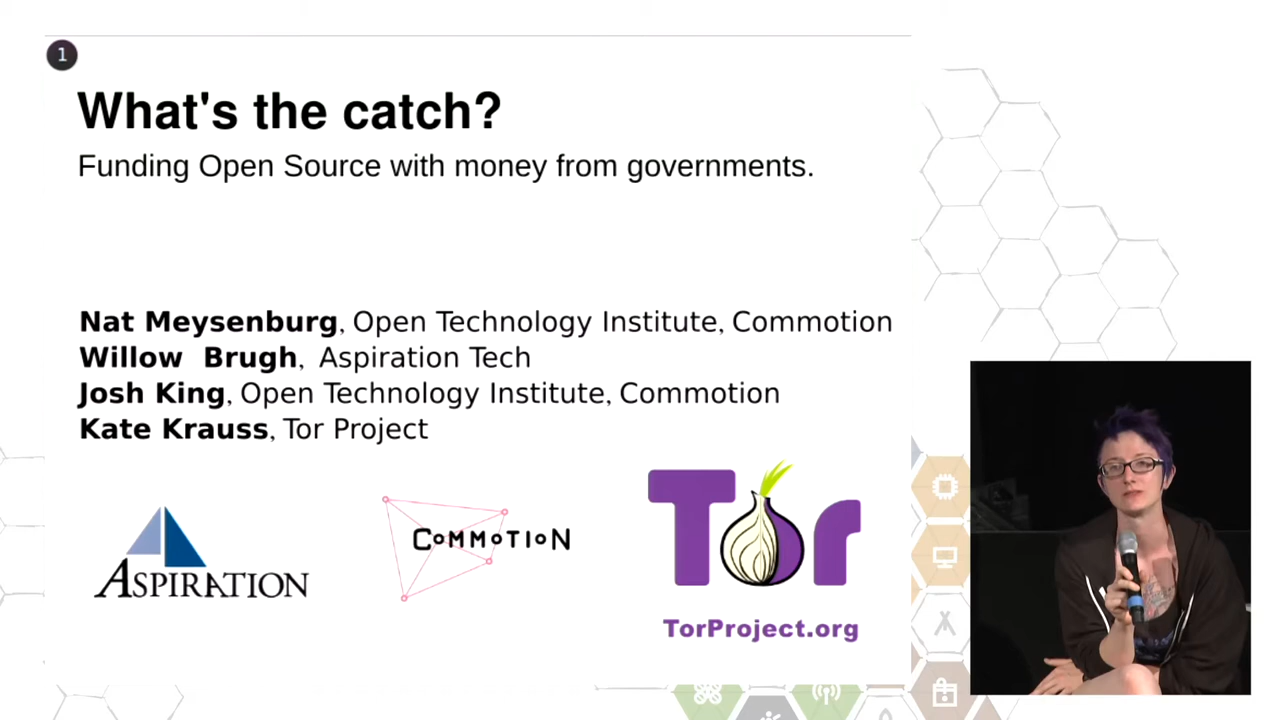 1
What's the catch?
Funding Open Source with money from governments.
Nat Meysenburg, Open Technology Institute, Commotion
Willow Brugh, Aspiration Tech
Josh King, Open Technology Institute, Commotion
Kate Krauss, Tor Project
ASPIRATION
COMMOTION
Tor
TorProject.org